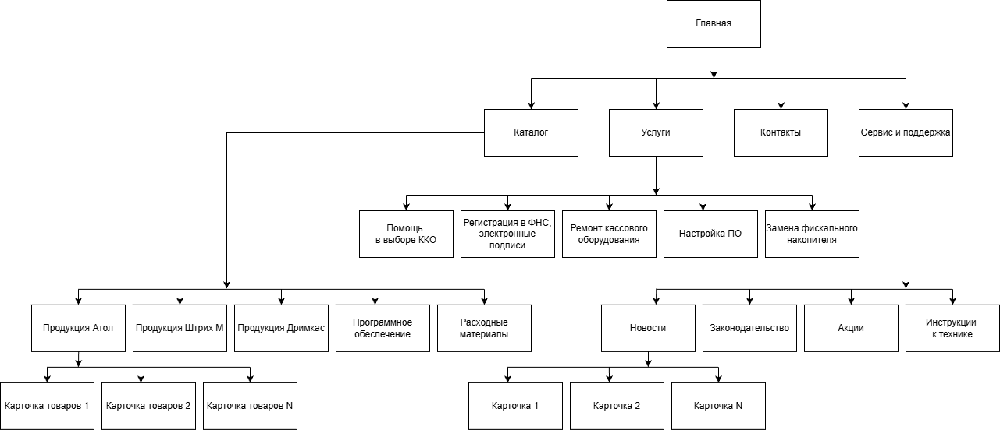 Главная
Каталог
Услуги
Контакты
Сервис и поддержка
Помощь
в выборе ККО
Регистрация в ФНС,
электронные
подписи
Ремонт кассового
оборудования
Настройка ПО
Замена фискального
накопителя
Продукция Атол
Продукция Штрих М
Продукция Дримкас
Программное
обеспечение
Расходные
материалы
Новости
Законодательство
Акции
Инструкции
к технике
Карточка товаров 1
Карточка товаров 2
Карточка товаров N
Карточка 1
Карточка 2
Карточка N